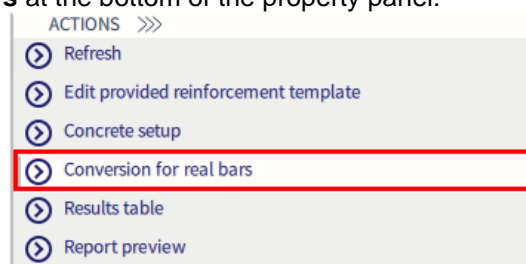 s at the bottom of the property panel.
ACTIONS >>>
Refresh
Edit provided reinforcement template
Concrete setup
Conversion for real bars
Results table
Report preview